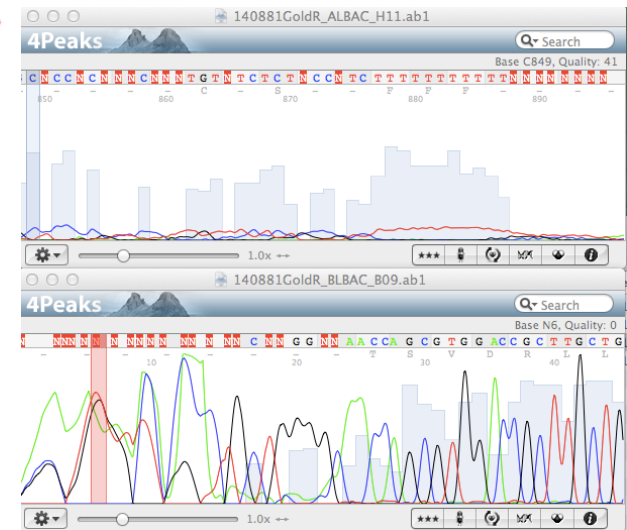 140881GoldR_ALBAC_H11.ab1
4Peaks
Search
Base C849, Quality: 41
C N C C N C N N N C N N N T G T N T C T C T N C C N T C T T T T T T T T T T T N N N N N N N N
C - S - - F F F - -
850 860 870 880 890
1.0x
140881GoldR_BLBAC_B09.ab1
4Peaks
Search
Base N6, Quality: 0
C N N G G N N A A C C A G C G T G G A C C G C T T G C T G
T S V D R L L
10 20 30 40
1.0x